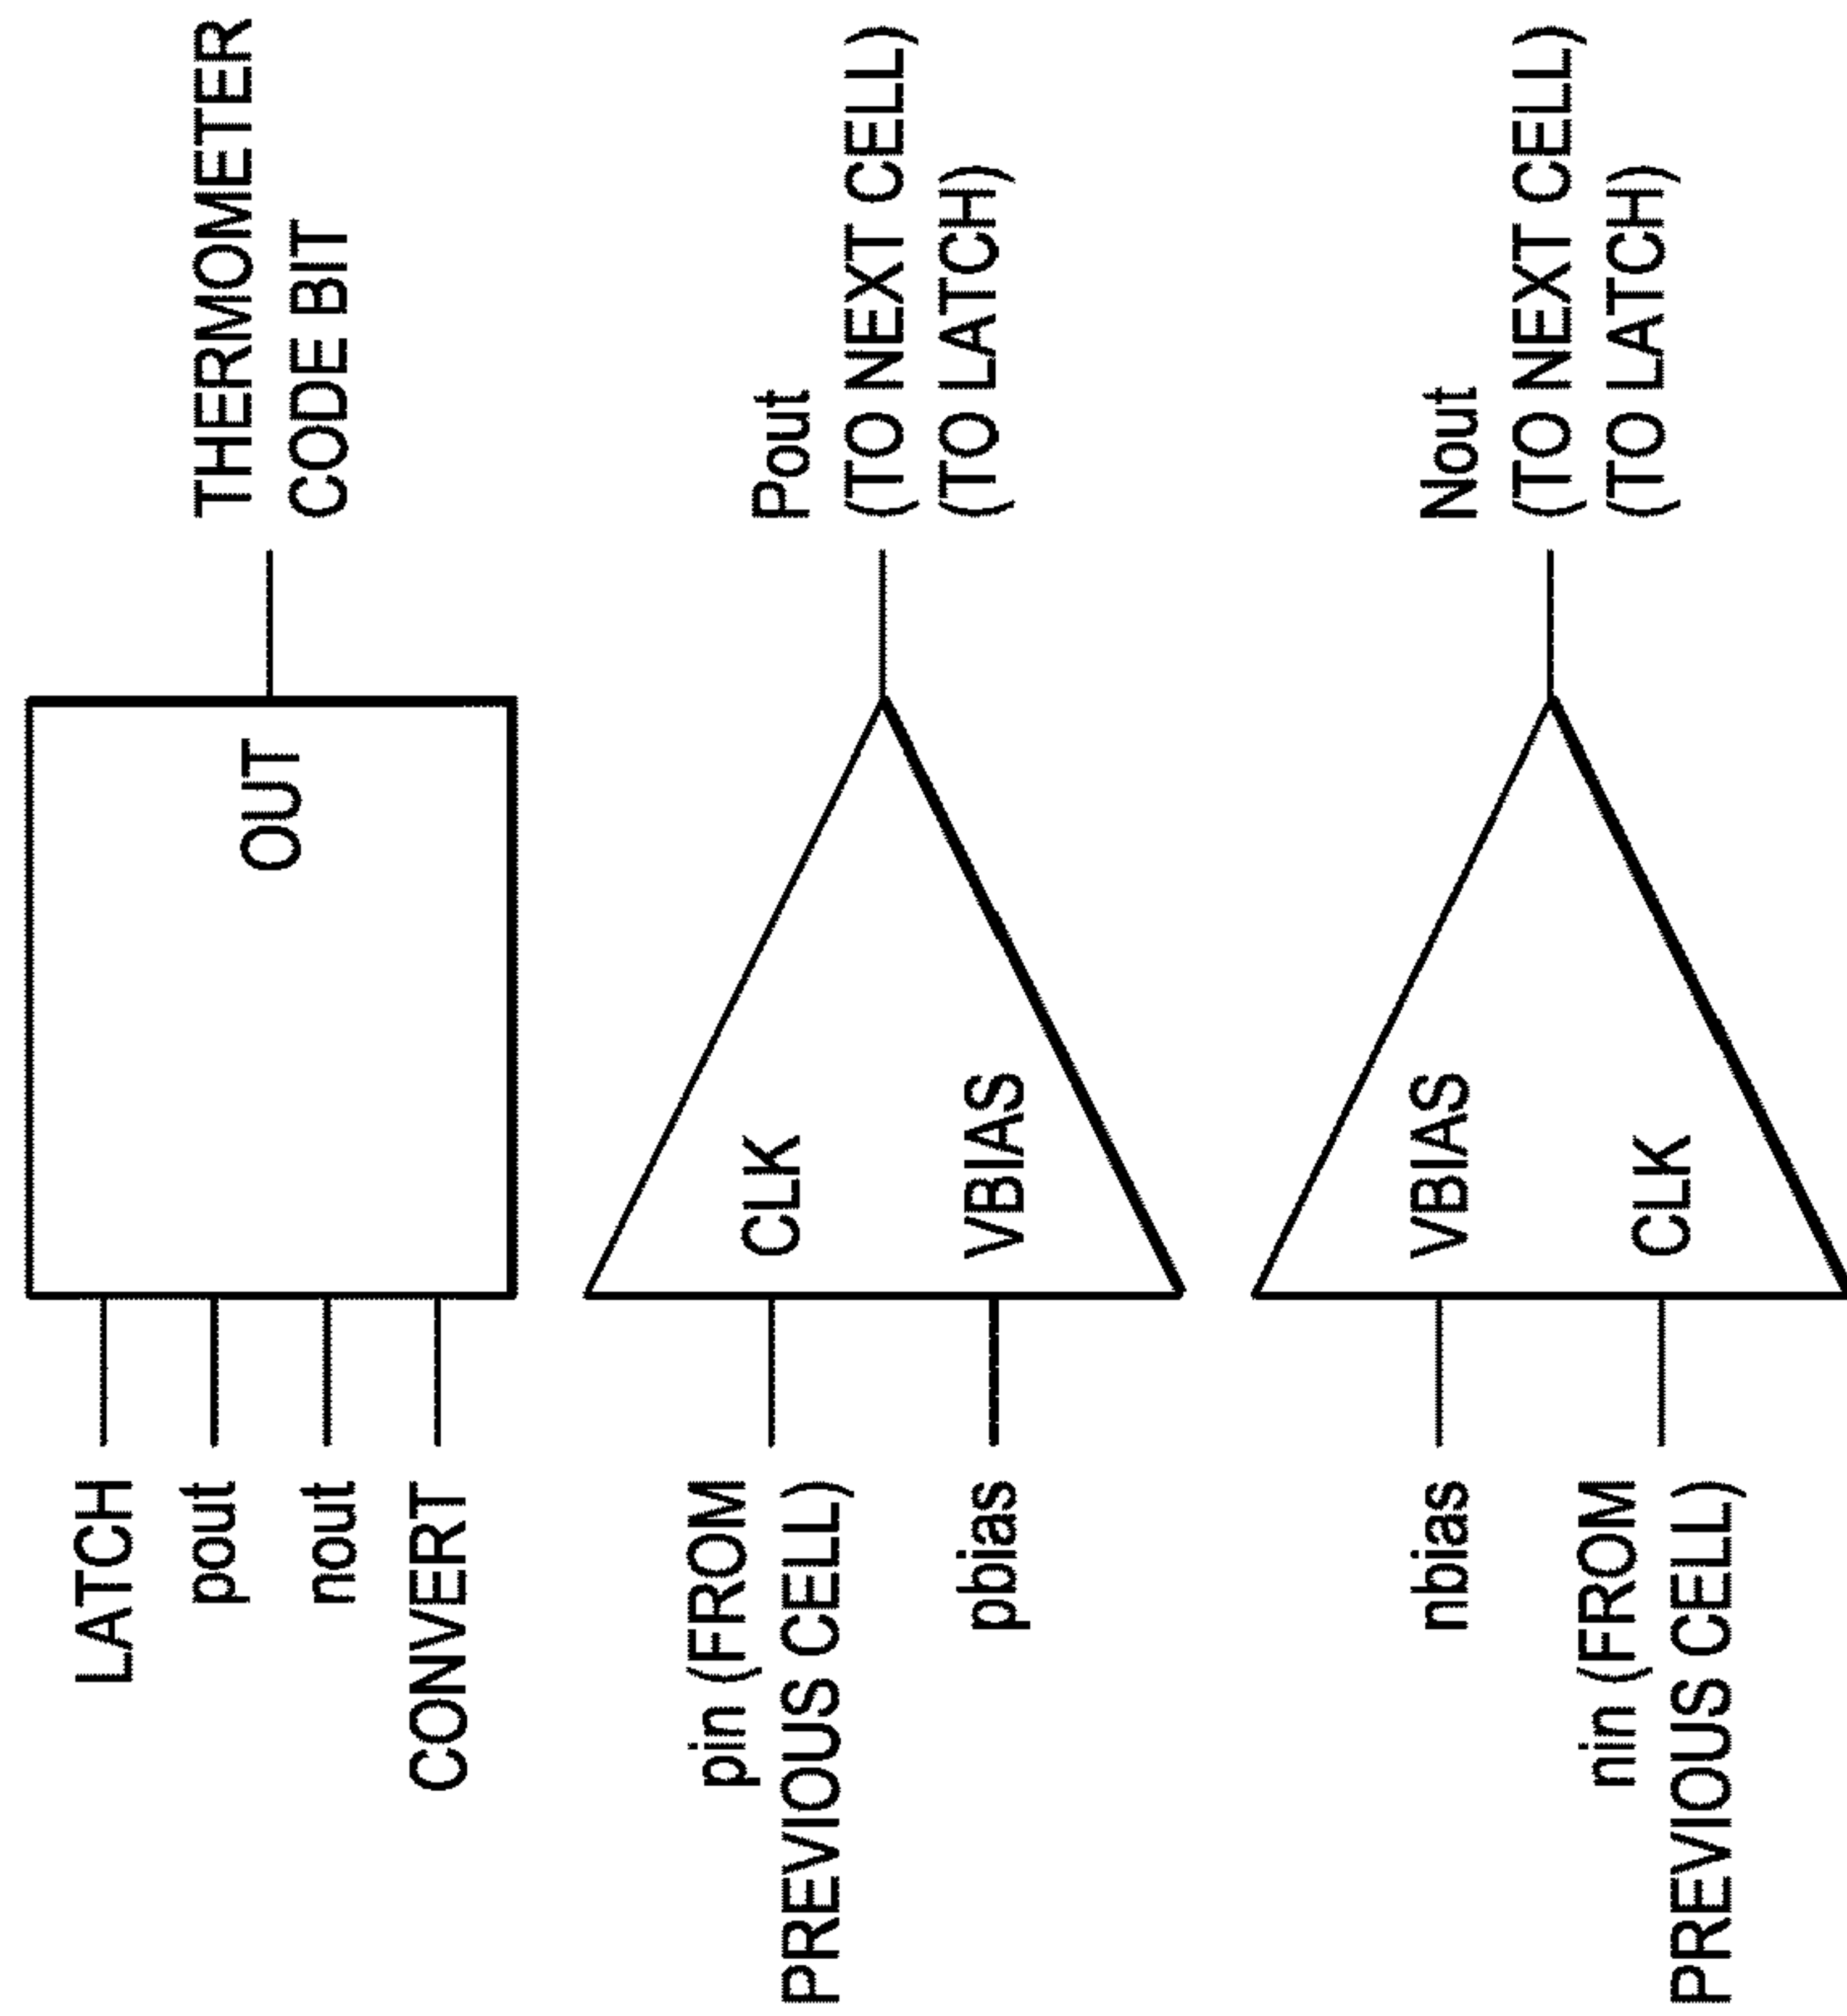 LATCH
pout
nout
CONVERT
OUT
THERMOMETER
CODE BIT
pin (FROM
PREVIOUS CELL)
pbias
CLK
VBIAS
Pout
(TO NEXT CELL)
(TO LATCH)
nbias
nin (FROM
PREVIOUS CELL)
VBIAS
CLK
Nout
(TO NEXT CELL)
(TO LATCH)